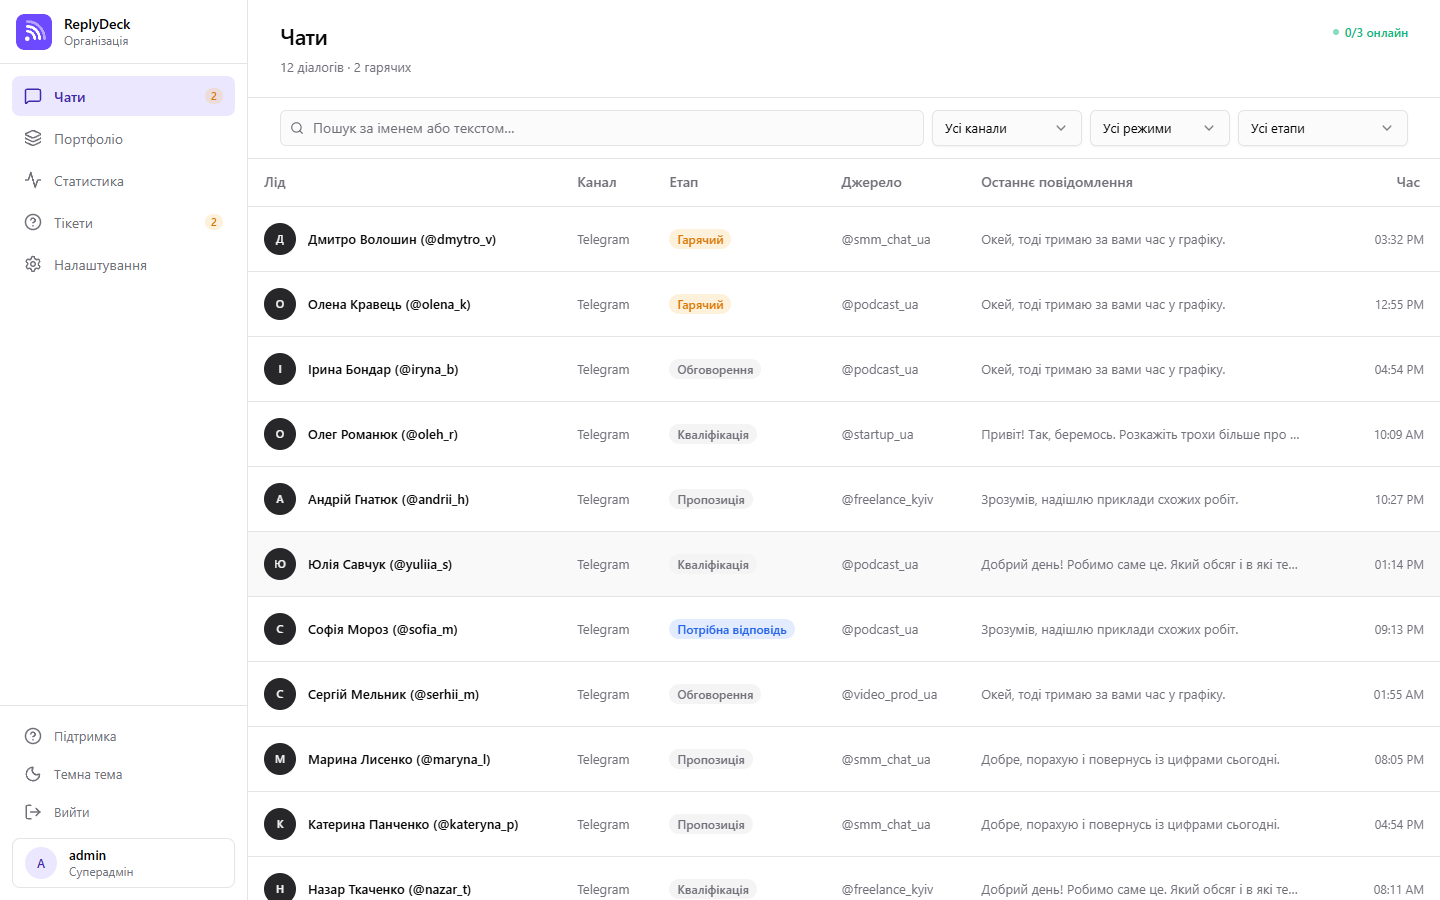 ReplyDeck
Організація
Чати 2
Портфоліо
Статистика
Тікети 2
Налаштування
Підтримка
Темна тема
Вийти
A admin
Суперадмін
Чати
12 діалогів · 2 гарячих
0/3 онлайн
Пошук за іменем або текстом... Усі канали Усі режими Усі етапи
Лід Канал Етап Джерело Останнє повідомлення Час
Д Дмитро Волошин (@dmytro_v) Telegram Гарячий @smm_chat_ua Окей, тоді тримаю за вами час у графіку. 03:32 PM
О Олена Кравець (@olena_k) Telegram Гарячий @podcast_ua Окей, тоді тримаю за вами час у графіку. 12:55 PM
І Ірина Бондар (@iryna_b) Telegram Обговорення @podcast_ua Окей, тоді тримаю за вами час у графіку. 04:54 PM
О Олег Романюк (@oleh_r) Telegram Кваліфікація @startup_ua Привіт! Так, беремось. Розкажіть трохи більше про ... 10:09 AM
А Андрій Гнатюк (@andrii_h) Telegram Пропозиція @freelance_kyiv Зрозумів, надішлю приклади схожих робіт. 10:27 PM
Ю Юлія Савчук (@yuliia_s) Telegram Кваліфікація @podcast_ua Добрий день! Робимо саме це. Який обсяг і в які те... 01:14 PM
С Софія Мороз (@sofia_m) Telegram Потрібна відповідь @podcast_ua Зрозумів, надішлю приклади схожих робіт. 09:13 PM
С Сергій Мельник (@serhii_m) Telegram Обговорення @video_prod_ua Окей, тоді тримаю за вами час у графіку. 01:55 AM
М Марина Лисенко (@maryna_l) Telegram Пропозиція @smm_chat_ua Добре, порахую і повернусь із цифрами сьогодні. 08:05 PM
К Катерина Панченко (@kateryna_p) Telegram Пропозиція @smm_chat_ua Добре, порахую і повернусь із цифрами сьогодні. 04:54 PM
Н Назар Ткаченко (@nazar_t) Telegram Кваліфікація @freelance_kyiv Добрий день! Робимо саме це. Який обсяг і в які те... 08:11 AM